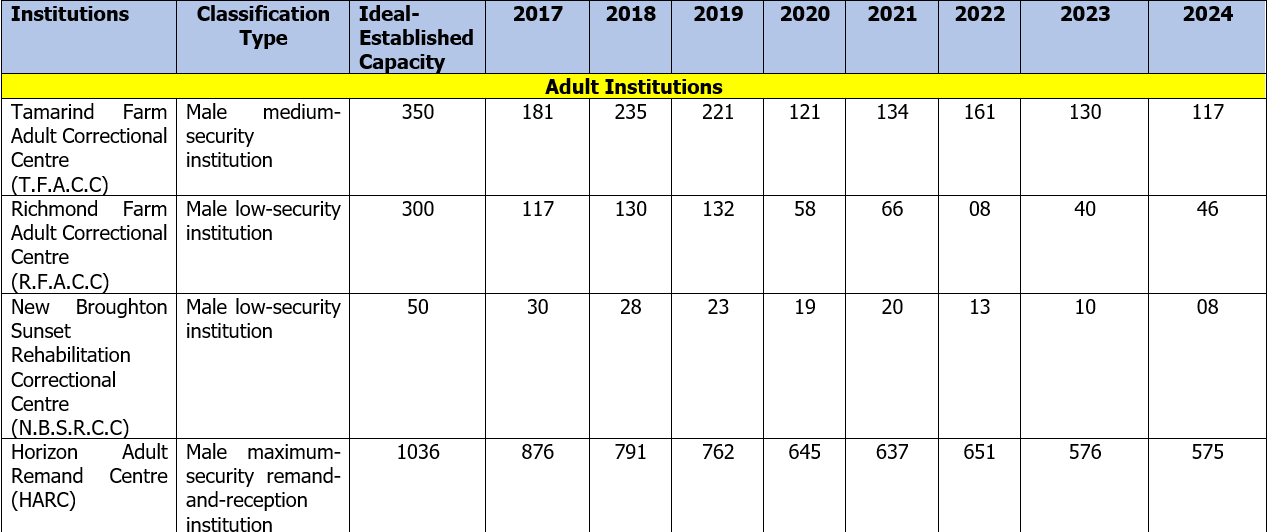 Institutions Classification Type Ideal-Established Capacity 2017 2018 2019 2020 2021 2022 2023 2024
Adult Institutions
Tamarind Farm Adult Correctional Centre (T.F.A.C.C) Male medium-security institution 350 181 235 221 121 134 161 130 117
Richmond Farm Adult Correctional Centre (R.F.A.C.C) Male low-security institution 300 117 130 132 58 66 08 40 46
New Broughton Sunset Rehabilitation Correctional Centre (N.B.S.R.C.C) Male low-security institution 50 30 28 23 19 20 13 10 08
Horizon Adult Remand Centre (HARC) Male maximum-security remand-and-reception institution 1036 876 791 762 645 637 651 576 575